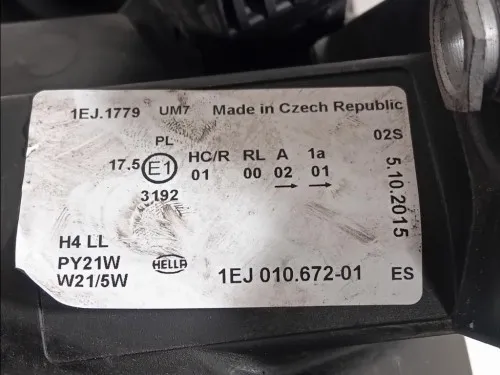 1EJ.1779 UM7 Made in Czech Republic
02S
PL
17.5 E1 HC/R RL A 1a
01 00 02 01
3192
5.10.2015
H4 LL
PY21W
W21/5W
HELLA
1EJ 010.672-01 ES